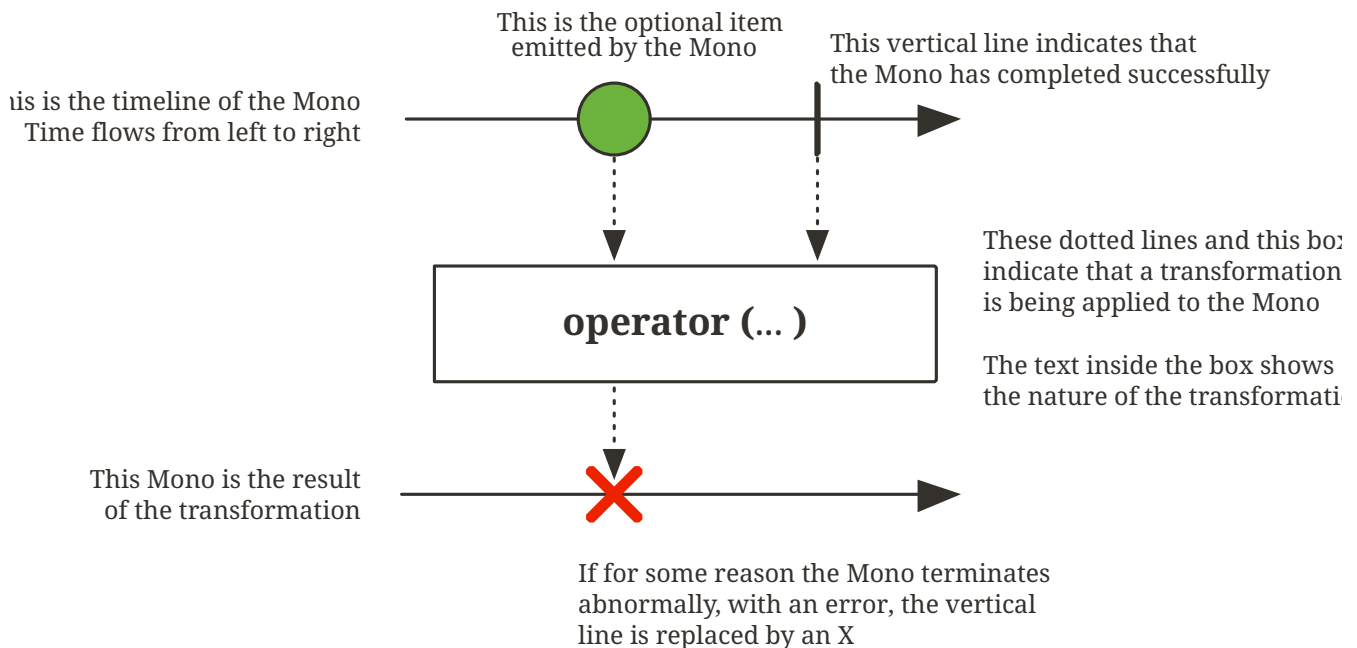 This is the optional item
emitted by the Mono
This vertical line indicates that
the Mono has completed successfully
is is the timeline of the Mono
Time flows from left to right
These dotted lines and this box
indicate that a transformation
is being applied to the Mono
operator (... )
The text inside the box shows
the nature of the transformati
This Mono is the result
of the transformation
If for some reason the Mono terminates
abnormally, with an error, the vertical
line is replaced by an X